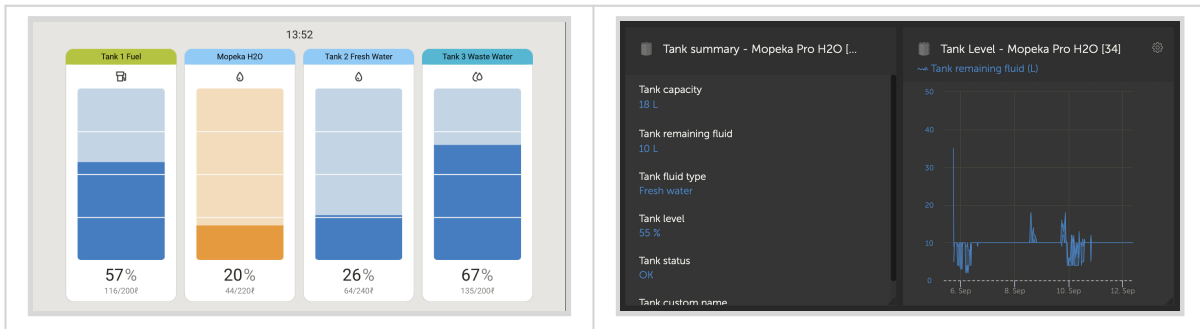 13:52
Tank 1 Fuel
Mopeka H2O
Tank 2 Fresh Water
Tank 3 Waste Water
57%
20%
26%
67%
116/200ℓ
44/220ℓ
64/240ℓ
135/200ℓ
Tank summary - Mopeka Pro H2O [...
Tank capacity
18 L
Tank remaining fluid
10 L
Tank fluid type
Fresh water
Tank level
55 %
Tank status
OK
Tank custom name
Tank Level - Mopeka Pro H2O [34]
Tank remaining fluid (L)
50
40
30
20
10
0
6. Sep
8. Sep
10. Sep
12. Sep